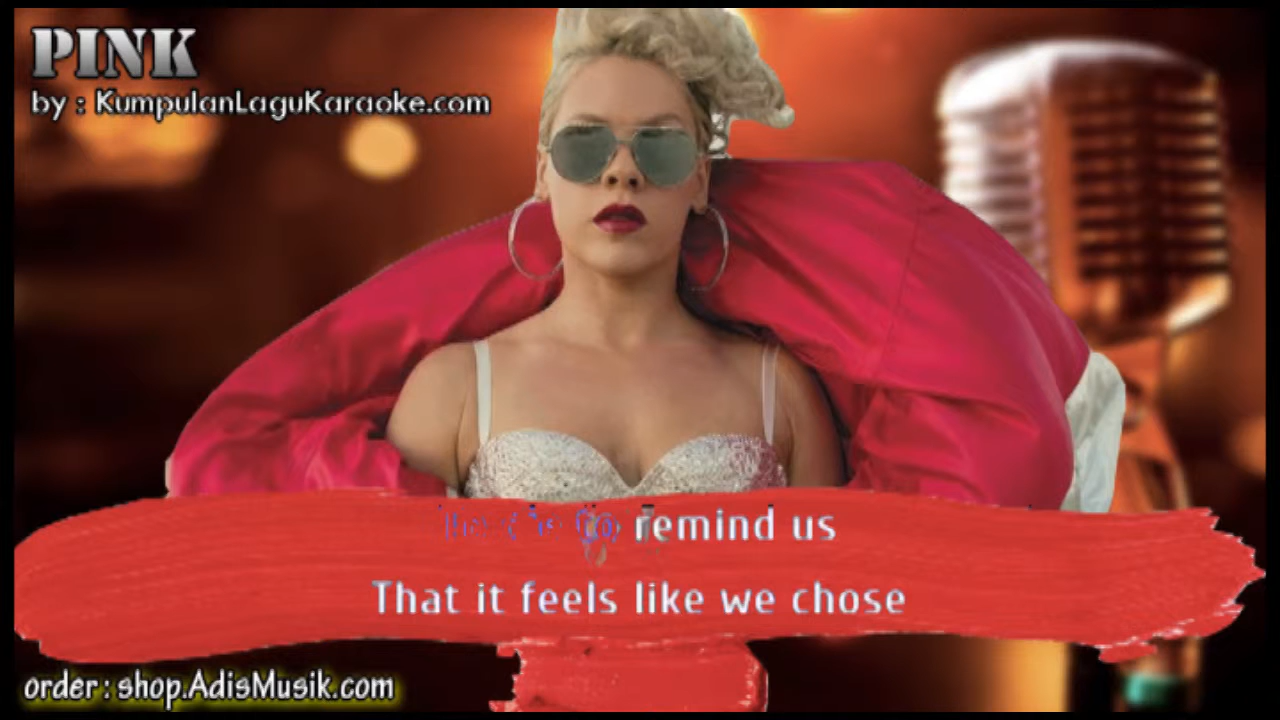 PINK
by : KumpulanLaguKaraoke.com
remind us
That it feels like we chose
order : shop.AdisMusik.com